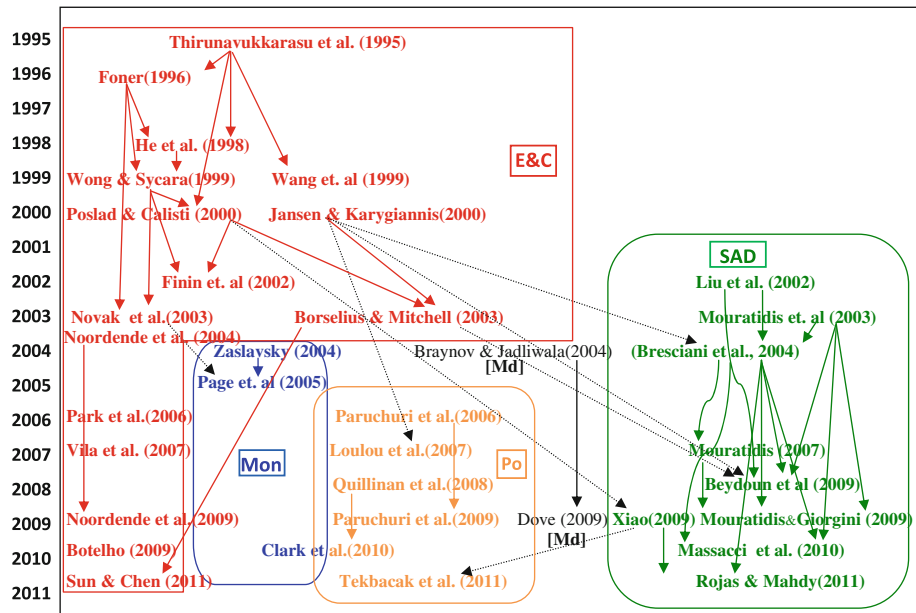 1995
Thirunavukkarasu et al. (1995)
1996
Foner(1996)
1997
1998
He et al. (1998)
E&C
1999
Wong & Sycara(1999)
Wang et. al (1999)
2000
Poslad & Calisti (2000)
Jansen & Karygiannis(2000)
2001
SAD
2002
Finin et. al (2002)
Liu et al. (2002)
2003
Novak et al.(2003)
Borselius & Mitchell (2003)
Mouratidis et. al (2003)
Noordende et al. (2004)
2004
Zaslavsky (2004)
Braynov & Jadliwala(2004)
[Md]
(Bresciani et al., 2004)
2005
Page et. al (2005)
2006
Park et al.(2006)
Paruchuri et al.(2006)
2007
Vila et al. (2007)
Mon
Loulou et al.(2007)
Po
Mouratidis (2007)
2008
Quillinan et al.(2008)
Beydoun et al (2009)
2009
Noordende et al.(2009)
Paruchuri et al.(2009)
Dove (2009)
[Md]
Xiao(2009)
Mouratidis&Giorgini (2009)
2010
Botelho (2009)
Clark et al.(2010)
Massacci et al. (2010)
2011
Sun & Chen (2011)
Tekbacak et al. (2011)
Rojas & Mahdy(2011)